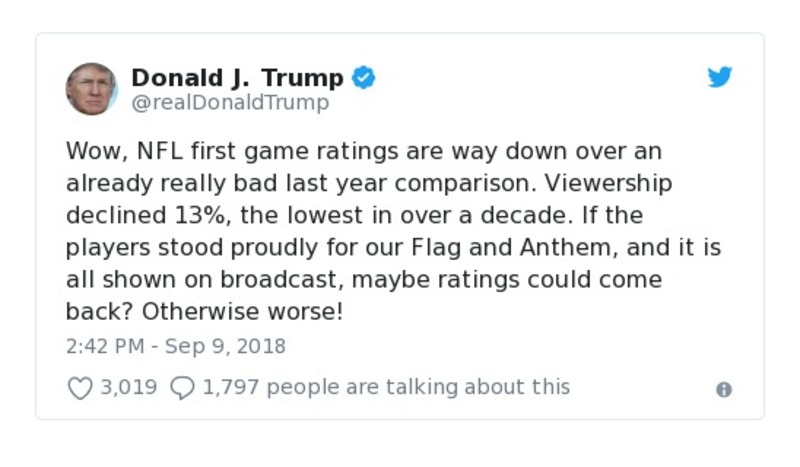 Donald J. Trump
@realDonaldTrump
Wow, NFL first game ratings are way down over an
already really bad last year comparison. Viewership
declined 13%, the lowest in over a decade. If the
players stood proudly for our Flag and Anthem, and it is
all shown on broadcast, maybe ratings could come
back? Otherwise worse!
2:42 PM - Sep 9, 2018
3,019 1,797 people are talking about this